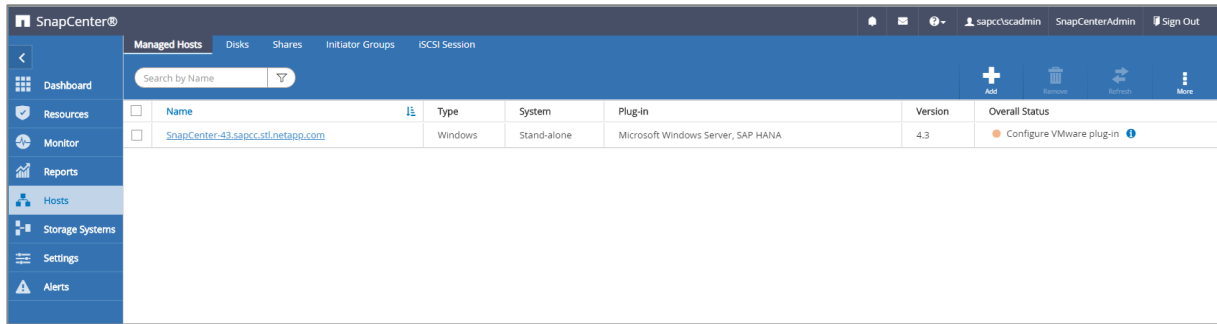 SnapCenter® sapcc\scadmin SnapCenterAdmin Sign Out
Managed Hosts Disks Shares Initiator Groups iSCSI Session
Search by Name
Add Remove Refresh More
Name Type System Plug-in Version Overall Status
SnapCenter-43.sapcc.stl.netapp.com Windows Stand-alone Microsoft Windows Server, SAP HANA 4.3 Configure VMware plug-in
Dashboard
Resources
Monitor
Reports
Hosts
Storage Systems
Settings
Alerts